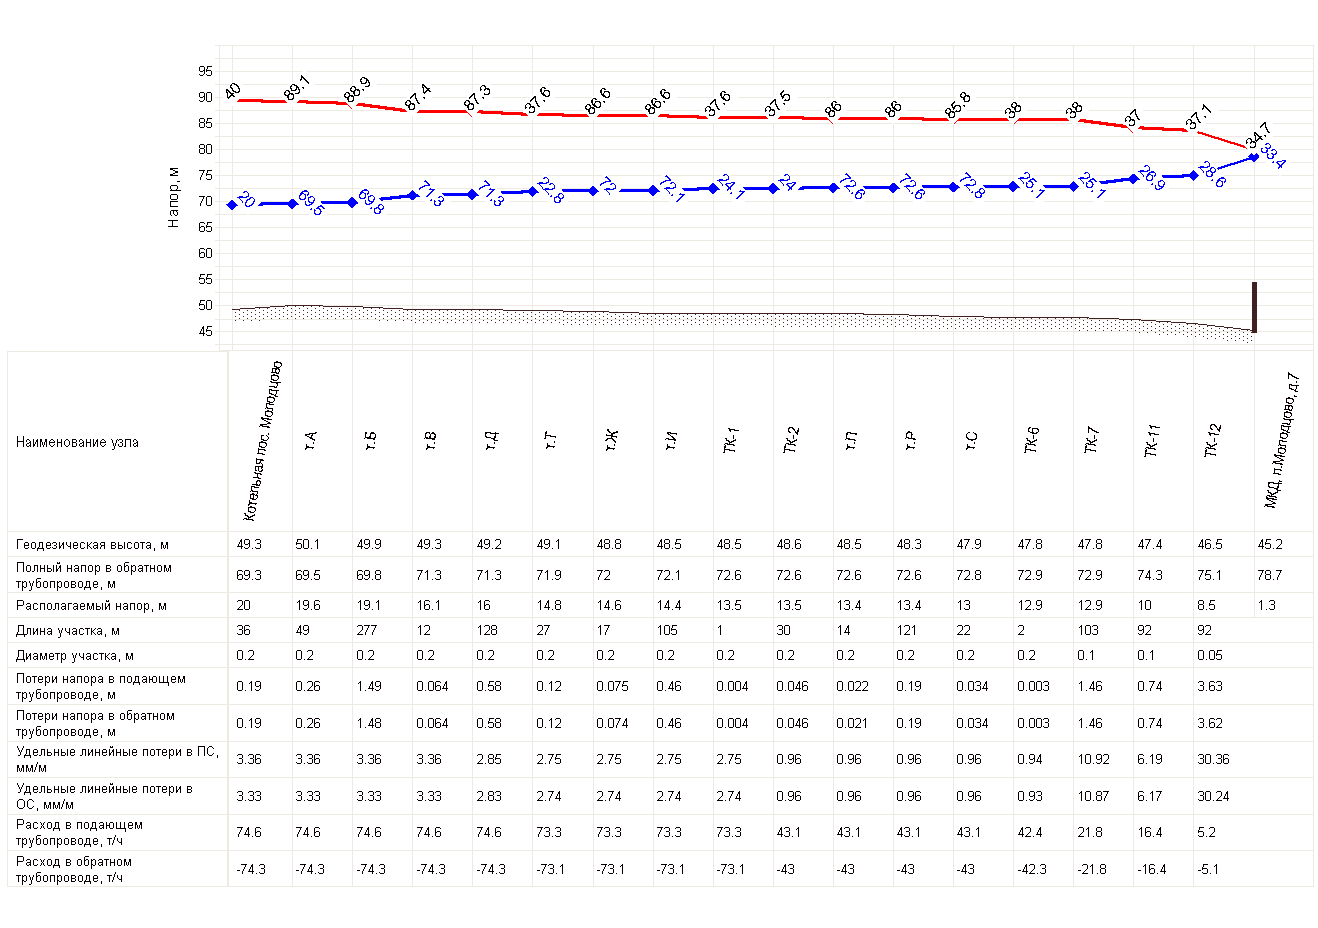 95
90
85
80
75
70
65
60
55
50
45
Напор, м
40 89.1 88.9 87.4 87.3 37.6 86.6 86.6 37.6 37.5 86 86 85.8 38 38 37 37.1 34.7
20 69.5 69.8 71.3 71.3 22.8 72 72.1 24.1 24 72.6 72.6 72.8 25.1 25.1 26.9 28.6 33.4
Наименование узла
Котельная пос. Молодцово
т.А
т.Б
т.В
т.Д
т.Т
т.Ж
т.И
ТК-1
ТК-2
т.П
т.Р
т.С
ТК-6
ТК-7
ТК-11
ТК-12
МКД, п.Молодцово, д.7
Геодезическая высота, м 49.3 50.1 49.9 49.3 49.2 49.1 48.8 48.5 48.5 48.6 48.5 48.3 47.9 47.8 47.8 47.4 46.5 45.2
Полный напор в обратном
трубопроводе, м 69.3 69.5 69.8 71.3 71.3 71.9 72 72.1 72.6 72.6 72.6 72.6 72.8 72.9 72.9 74.3 75.1 78.7
Располагаемый напор, м 20 19.6 19.1 16.1 16 14.8 14.6 14.4 13.5 13.5 13.4 13.4 13 12.9 12.9 10 8.5 1.3
Длина участка, м 36 49 277 12 128 27 17 105 1 30 14 121 22 2 103 92 92
Диаметр участка, м 0.2 0.2 0.2 0.2 0.2 0.2 0.2 0.2 0.2 0.2 0.2 0.2 0.2 0.2 0.1 0.1 0.05
Потери напора в подающем
трубопроводе, м 0.19 0.26 1.49 0.064 0.58 0.12 0.075 0.46 0.004 0.046 0.022 0.19 0.034 0.003 1.46 0.74 3.63
Потери напора в обратном
трубопроводе, м 0.19 0.26 1.48 0.064 0.58 0.12 0.074 0.46 0.004 0.046 0.021 0.19 0.034 0.003 1.46 0.74 3.62
Удельные линейные потери в ПС,
мм/м 3.36 3.36 3.36 3.36 2.85 2.75 2.75 2.75 2.75 0.96 0.96 0.96 0.96 0.94 10.92 6.19 30.36
Удельные линейные потери в
ОС, мм/м 3.33 3.33 3.33 3.33 2.83 2.74 2.74 2.74 2.74 0.96 0.96 0.96 0.96 0.93 10.87 6.17 30.24
Расход в подающем
трубопроводе, т/ч 74.6 74.6 74.6 74.6 74.6 73.3 73.3 73.3 73.3 43.1 43.1 43.1 43.1 42.4 21.8 16.4 5.2
Расход в обратном
трубопроводе, т/ч -74.3 -74.3 -74.3 -74.3 -74.3 -73.1 -73.1 -73.1 -73.1 -43 -43 -43 -43 -42.3 -21.8 -16.4 -5.1